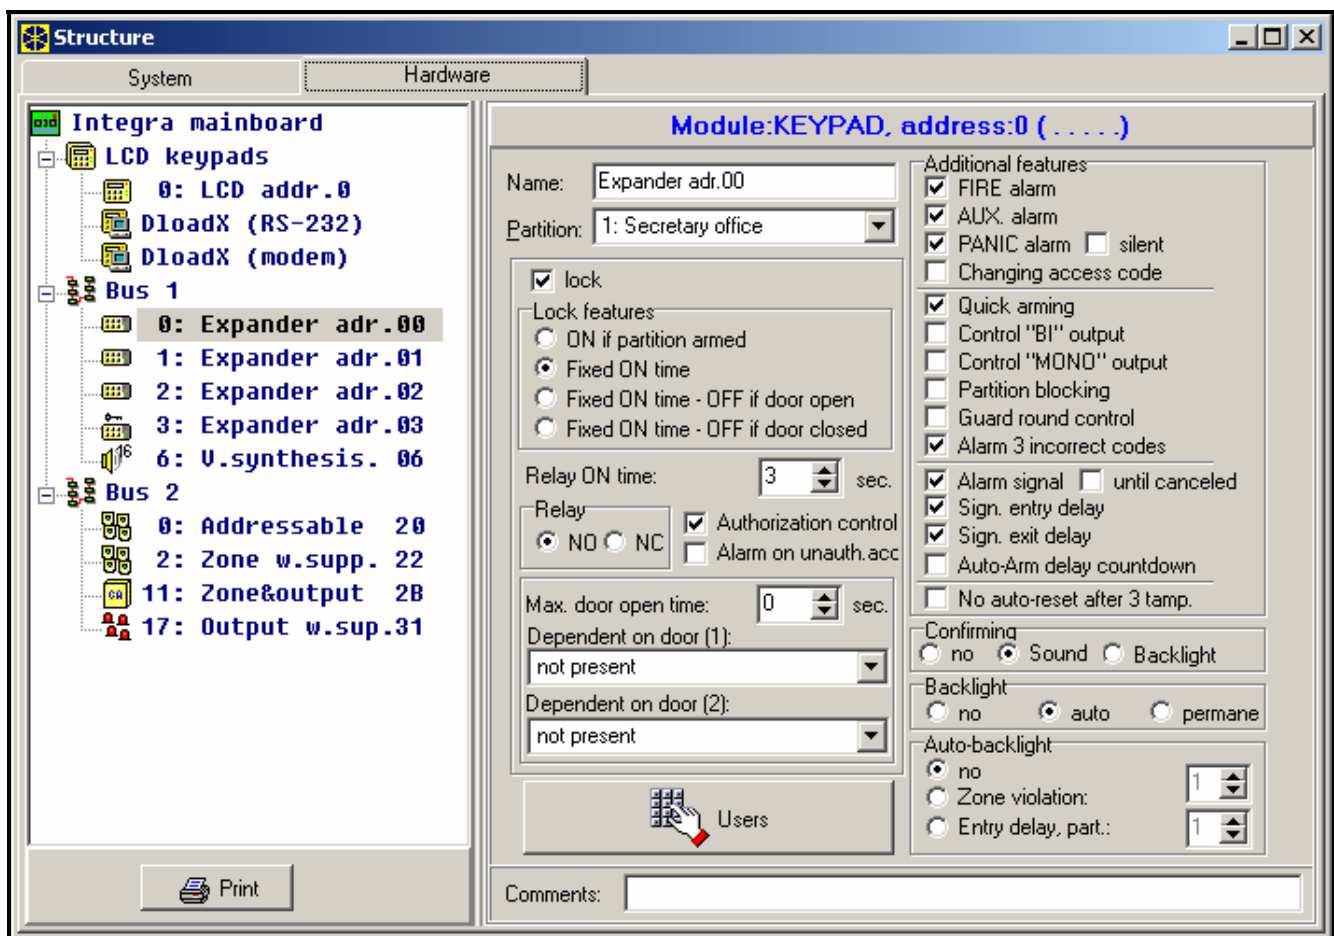 Structure
System
Hardware
Integra mainboard
LCD keypads
0: LCD addr.0
DloadX (RS-232)
DloadX (modem)
Bus 1
0: Expander adr.00
1: Expander adr.01
2: Expander adr.02
3: Expander adr.03
6: V.synthesis. 06
Bus 2
0: Addressable 20
2: Zone w.supp. 22
11: Zone&output 2B
17: Output w.sup.31
Print
Module:KEYPAD, address:0 (.....)
Name: Expander adr.00
Partition: 1: Secretary office
lock
Lock features
ON if partition armed
Fixed ON time
Fixed ON time - OFF if door open
Fixed ON time - OFF if door closed
Relay ON time: 3 sec.
Relay
NO NC
Authorization control
Alarm on unauth.acc
Max. door open time: 0 sec.
Dependent on door (1):
not present
Dependent on door (2):
not present
Users
Additional features
FIRE alarm
AUX. alarm
PANIC alarm silent
Changing access code
Quick arming
Control "BI" output
Control "MONO" output
Partition blocking
Guard round control
Alarm 3 incorrect codes
Alarm signal until canceled
Sign. entry delay
Sign. exit delay
Auto-Arm delay countdown
No auto-reset after 3 tamp.
Confirming
no Sound Backlight
Backlight
no auto permane
Auto-backlight
no
Zone violation: 1
Entry delay, part.: 1
Comments: